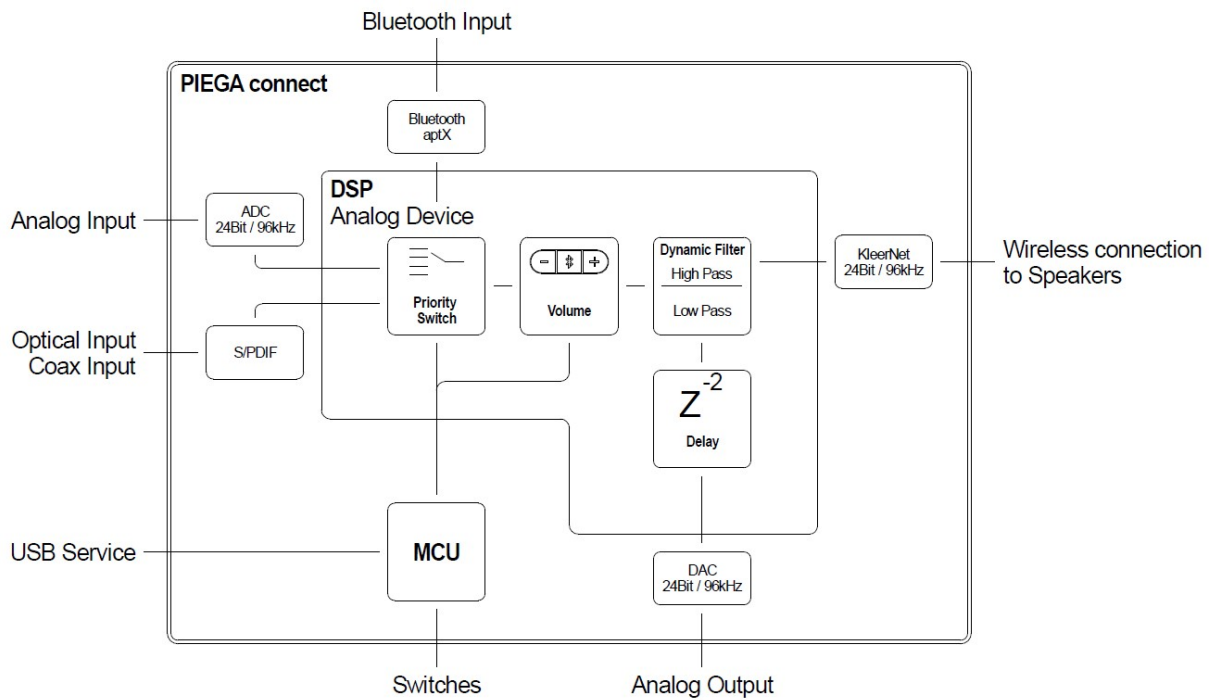 Bluetooth Input
PIEGA connect
Bluetooth
aptX
DSP
Analog Device
Analog Input
ADC
24Bit / 96kHz
Priority
Switch
Volume
Dynamic Filter
High Pass
Low Pass
KleerNet
24Bit / 96kHz
Wireless connection
to Speakers
Optical Input
Coax Input
S/PDIF
Z-2
Delay
USB Service
MCU
DAC
24Bit / 96kHz
Switches
Analog Output